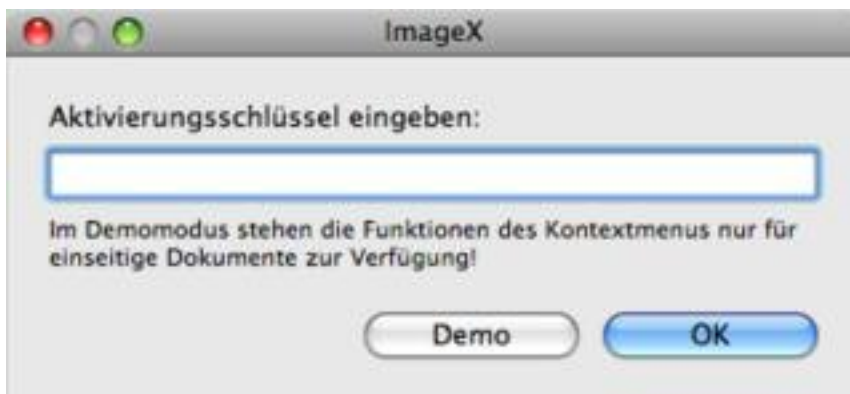 ImageX
Aktivierungsschlüssel eingeben:
Im Demomodus stehen die Funktionen des Kontextmenus nur für
einseitige Dokumente zur Verfügung!
Demo OK